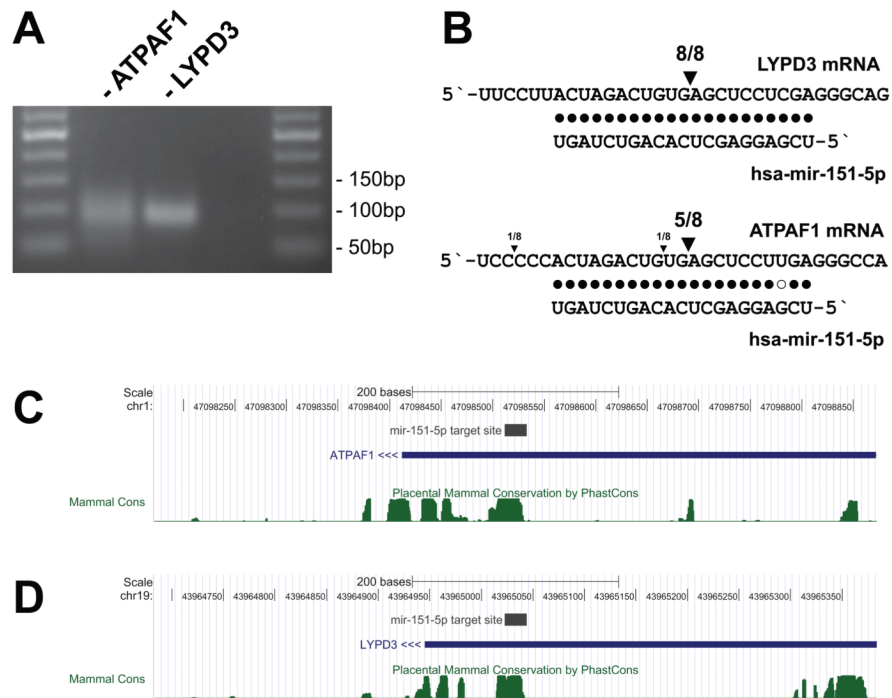 A
- ATPAF1
- LYPD3
- 150bp
- 100bp
- 50bp
B
8/8
LYPD3 mRNA
5`-UUCCUUACUAGACUGUGAGCUCCUCGAGGGCAG
UGAUCUGACACUCGAGGAGCU-5`
hsa-mir-151-5p
1/8 1/8 5/8
ATPAF1 mRNA
5`-UCCCCCACUAGACUGUGAGCUCCUUGAGGGCCA
UGAUCUGACACUCGAGGAGCU-5`
hsa-mir-151-5p
C
Scale 200 bases
chr1: 47098250 47098300 47098350 47098400 47098450 47098500 47098550 47098600 47098650 47098700 47098750 47098800 47098850
mir-151-5p target site
ATPAF1 <<<
Placental Mammal Conservation by PhastCons
Mammal Cons
D
Scale 200 bases
chr19: 43964750 43964800 43964850 43964900 43964950 43965000 43965050 43965100 43965150 43965200 43965250 43965300 43965350
mir-151-5p target site
LYPD3 <<<
Placental Mammal Conservation by PhastCons
Mammal Cons